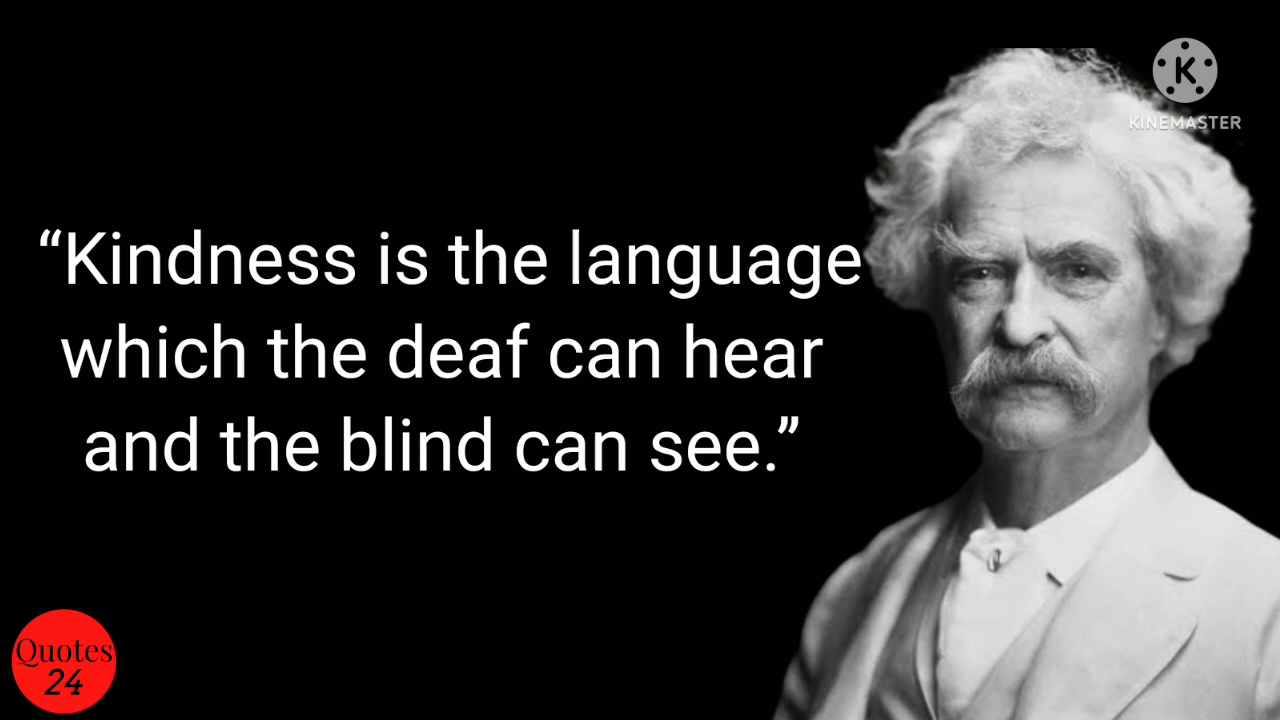 KINEMASTER
“Kindness is the language
which the deaf can hear
and the blind can see.”
Quotes
24